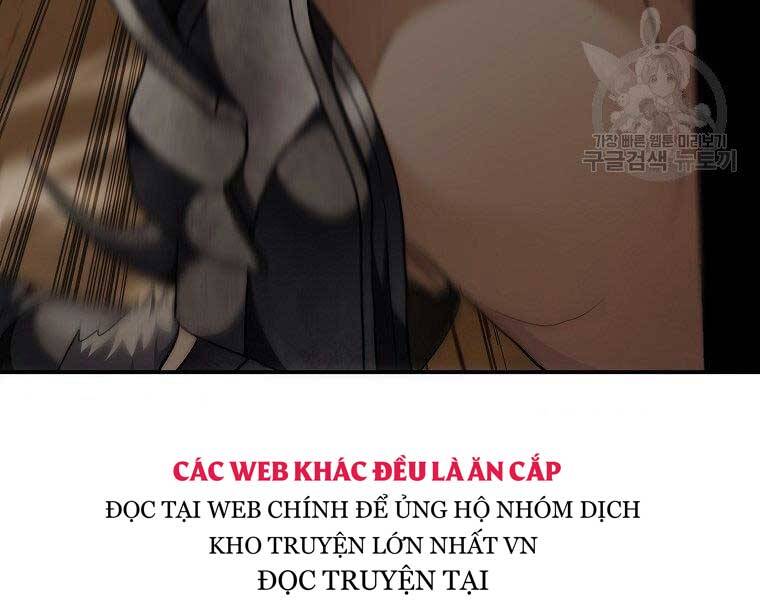 가장 빠른 웹툰 미리보기
구글검색 뉴토끼
CÁC WEB KHÁC ĐỀU LÀ ĂN CẮP
ĐỌC TẠI WEB CHÍNH ĐỂ ỦNG HỘ NHÓM DỊCH
KHO TRUYỆN LỚN NHẤT VN
ĐỌC TRUYỆN TẠI